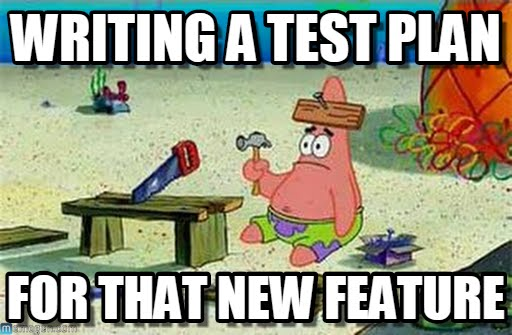 WRITING A TEST PLAN
FOR THAT NEW FEATURE